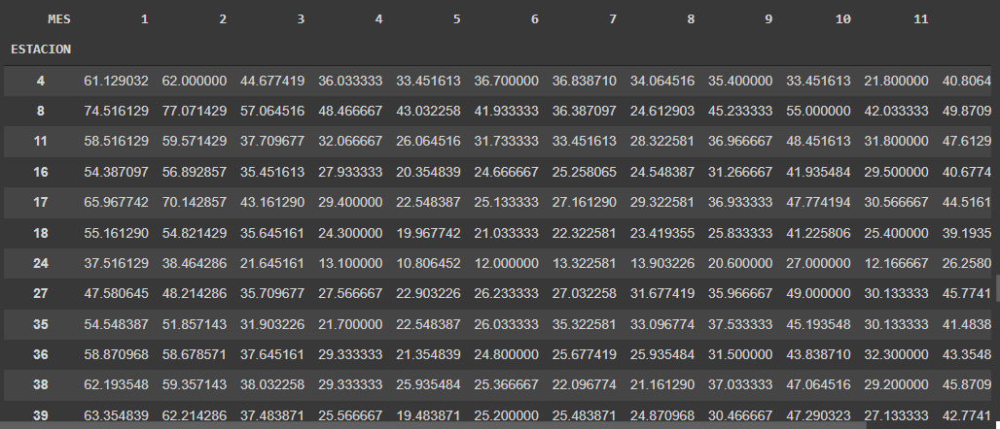 MES 1 2 3 4 5 6 7 8 9 10 11
ESTACION
4 61.129032 62.000000 44.677419 36.033333 33.451613 36.700000 36.838710 34.064516 35.400000 33.451613 21.800000 40.8064
8 74.516129 77.071429 57.064516 48.466667 43.032258 41.933333 36.387097 24.612903 45.233333 55.000000 42.033333 49.8709
11 58.516129 59.571429 37.709677 32.066667 26.064516 31.733333 33.451613 28.322581 36.966667 48.451613 31.800000 47.6129
16 54.387097 56.892857 35.451613 27.933333 20.354839 24.666667 25.258065 24.548387 31.266667 41.935484 29.500000 40.6774
17 65.967742 70.142857 43.161290 29.400000 22.548387 25.133333 27.161290 29.322581 36.933333 47.774194 30.566667 44.5161
18 55.161290 54.821429 35.645161 24.300000 19.967742 21.033333 22.322581 23.419355 25.833333 41.225806 25.400000 39.1935
24 37.516129 38.464286 21.645161 13.100000 10.806452 12.000000 13.322581 13.903226 20.600000 27.000000 12.166667 26.2580
27 47.580645 48.214286 35.709677 27.566667 22.903226 26.233333 27.032258 31.677419 35.966667 49.000000 30.133333 45.7741
35 54.548387 51.857143 31.903226 21.700000 22.548387 26.033333 35.322581 33.096774 37.533333 45.193548 30.133333 41.4838
36 58.870968 58.678571 37.645161 29.333333 21.354839 24.800000 25.677419 25.935484 31.500000 43.838710 32.300000 43.3548
38 62.193548 59.357143 38.032258 29.333333 25.935484 25.366667 22.096774 21.161290 37.033333 47.064516 29.200000 45.8709
39 63.354839 62.214286 37.483871 25.566667 19.483871 25.200000 25.483871 24.870968 30.466667 47.290323 27.133333 42.7741